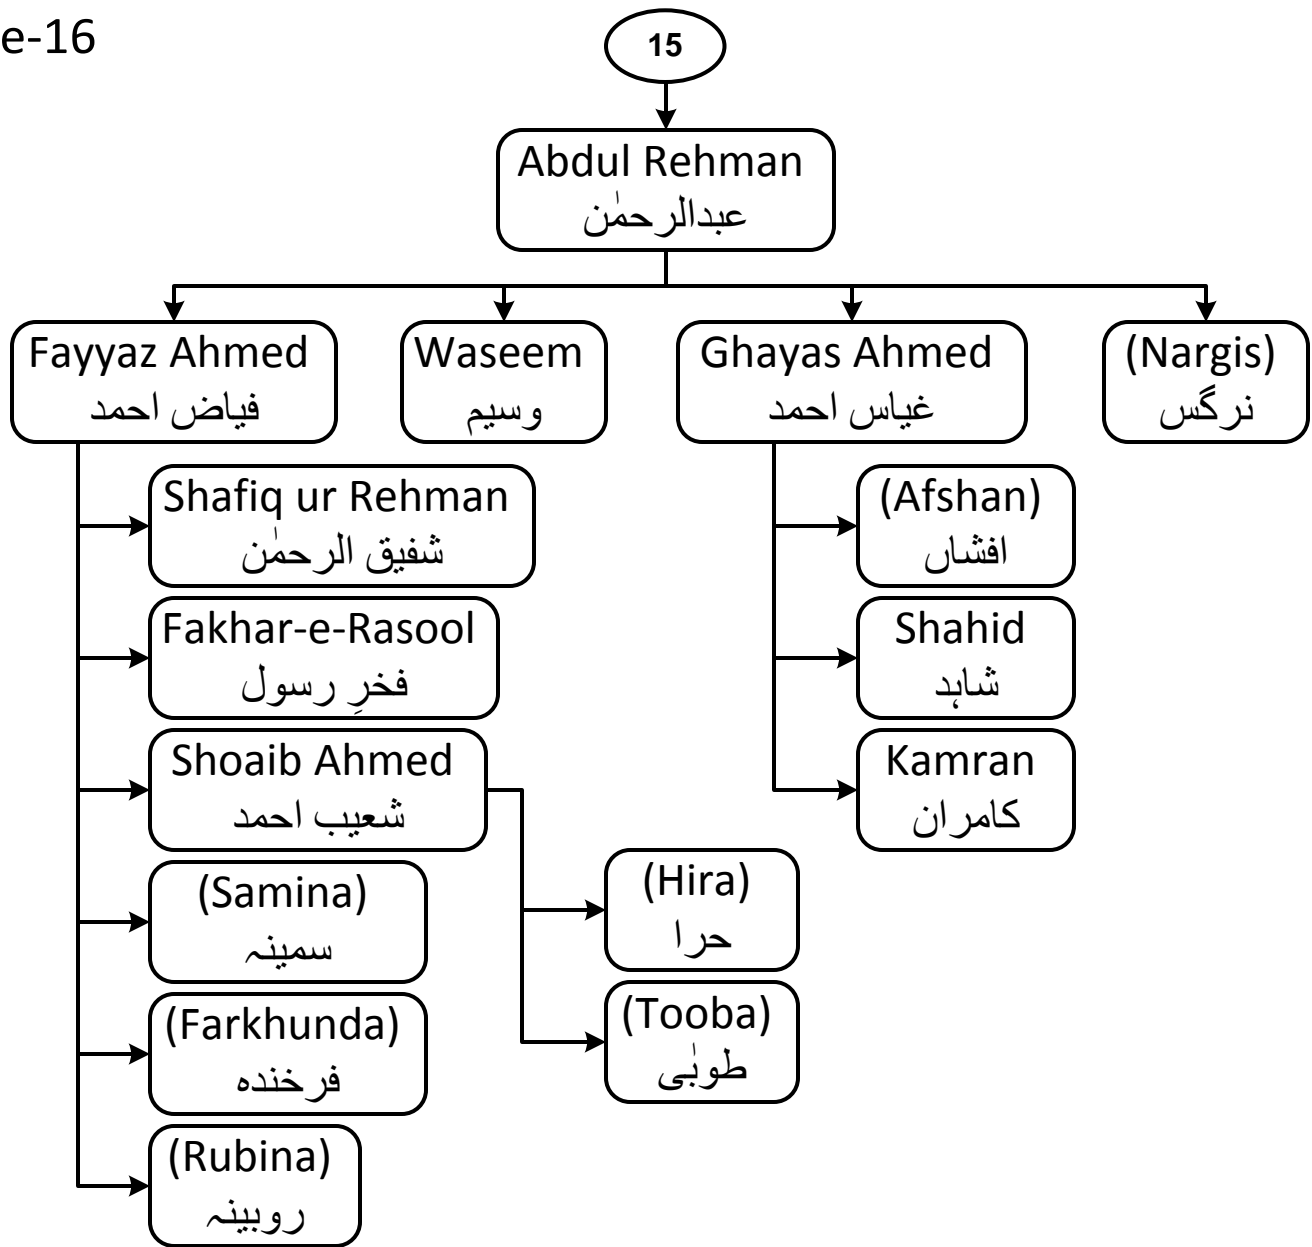 e-16
15
Abdul Rehman
عبدالرحمٰن
Fayyaz Ahmed
فیاض احمد
Waseem
وسیم
Ghayas Ahmed
غیاس احمد
(Nargis)
نرگس
Shafiq ur Rehman
شفیق الرحمٰن
Fakhar-e-Rasool
فخرِ رسول
Shoaib Ahmed
شعیب احمد
(Samina)
سمینہ
(Farkhunda)
فرخندہ
(Rubina)
روبینہ
(Hira)
حرا
(Tooba)
طوبٰی
(Afshan)
افشاں
Shahid
شاہد
Kamran
کامران